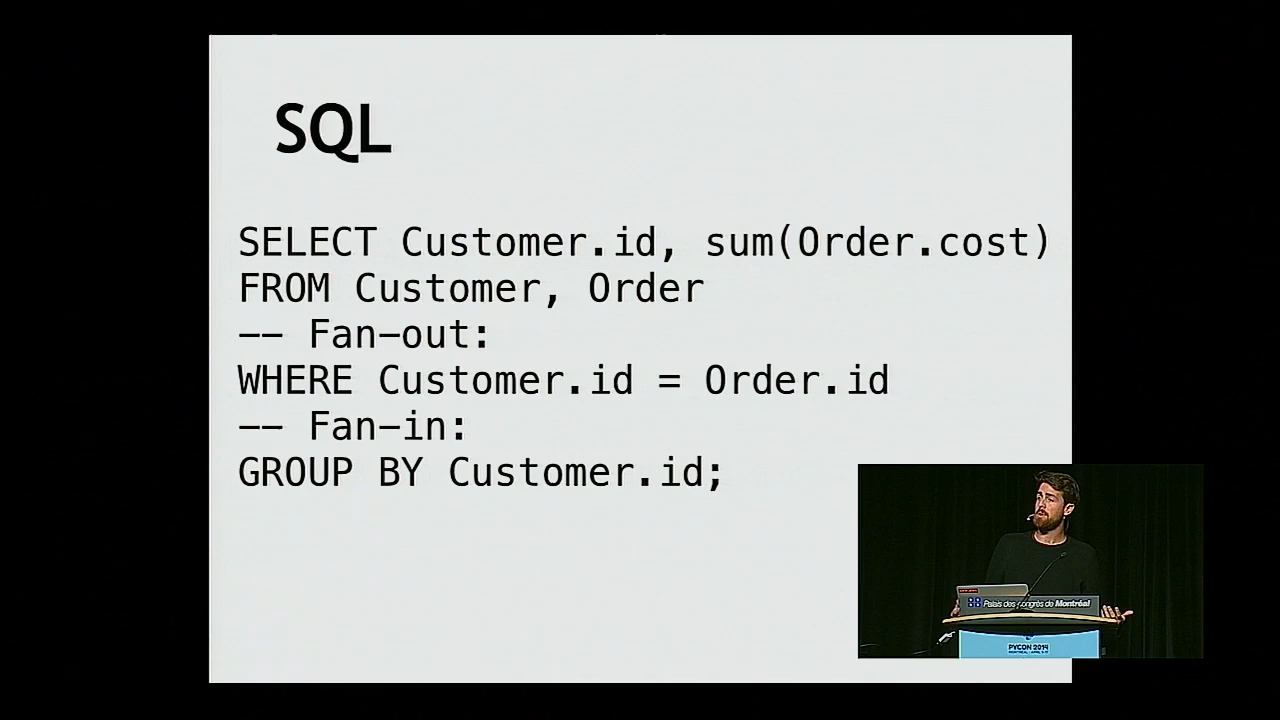 SQL
SELECT Customer.id, sum(Order.cost)
FROM Customer, Order
-- Fan-out:
WHERE Customer.id = Order.id
-- Fan-in:
GROUP BY Customer.id;
Palais des congrès de Montréal
PYCON 2014